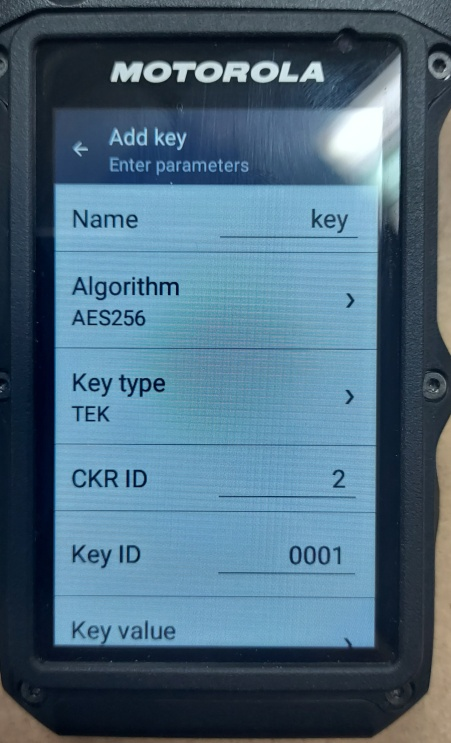 MOTOROLA
Add key
Enter parameters
Name key
Algorithm
AES256
Key type
TEK
CKR ID 2
Key ID 0001
Key value